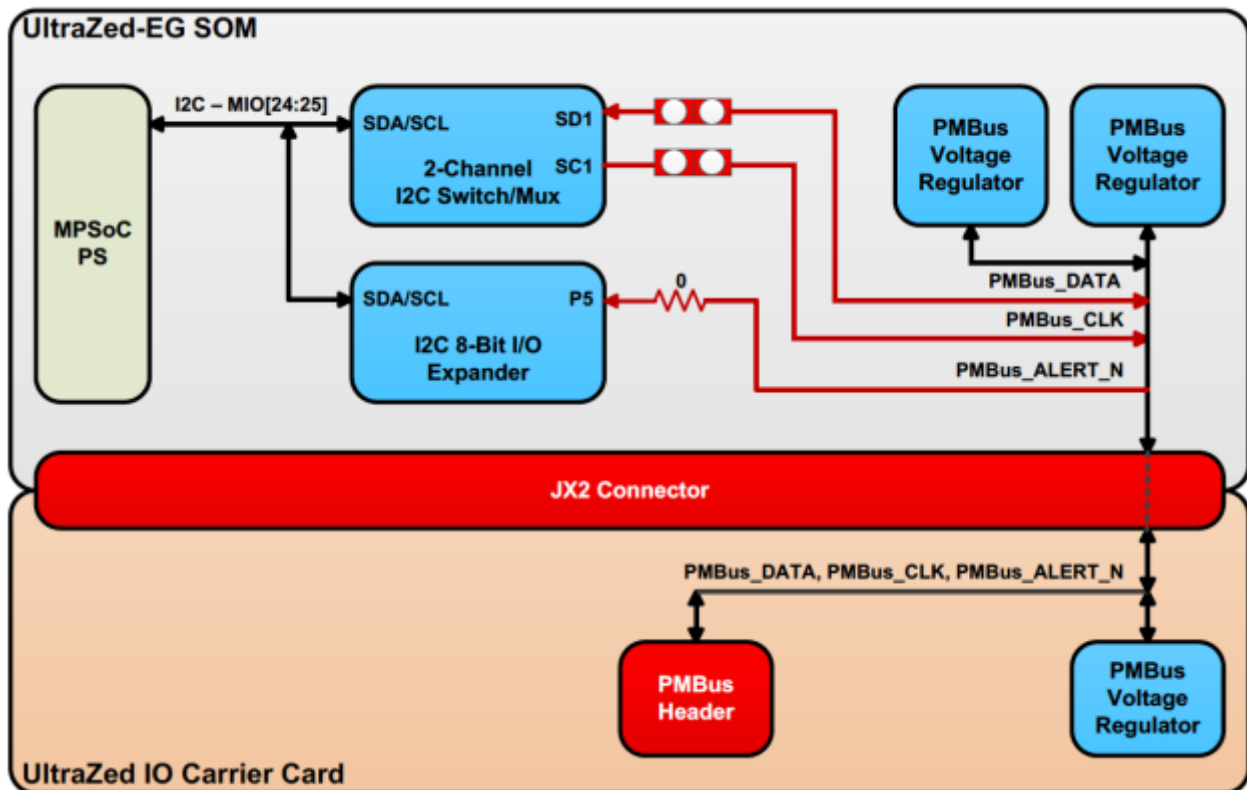 UltraZed-EG SOM
MPSoC
PS
I2C – MIO[24:25]
SDA/SCL
SD1
SC1
2-Channel
I2C Switch/Mux
SDA/SCL
P5
I2C 8-Bit I/O
Expander
0
PMBus
Voltage
Regulator
PMBus
Voltage
Regulator
PMBus_DATA
PMBus_CLK
PMBus_ALERT_N
JX2 Connector
PMBus_DATA, PMBus_CLK, PMBus_ALERT_N
PMBus
Header
PMBus
Voltage
Regulator
UltraZed IO Carrier Card